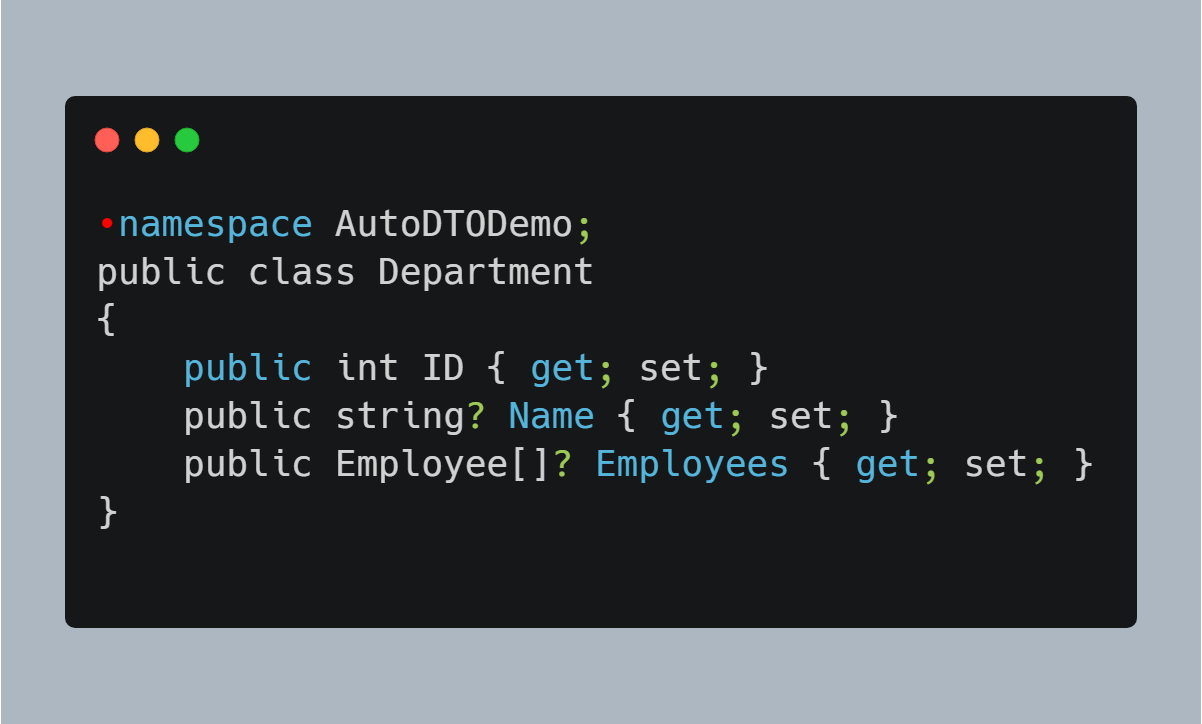 •namespace AutoDTODemo;
public class Department
{
    public int ID { get; set; }
    public string? Name { get; set; }
    public Employee[]? Employees { get; set; }
}